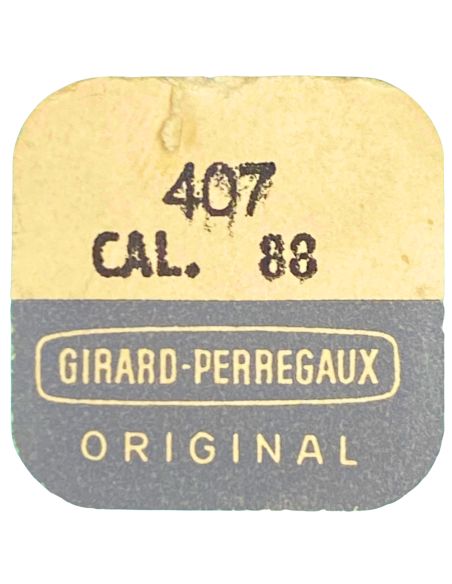 407
CAL. 88
GIRARD-PERREGAUX
ORIGINAL